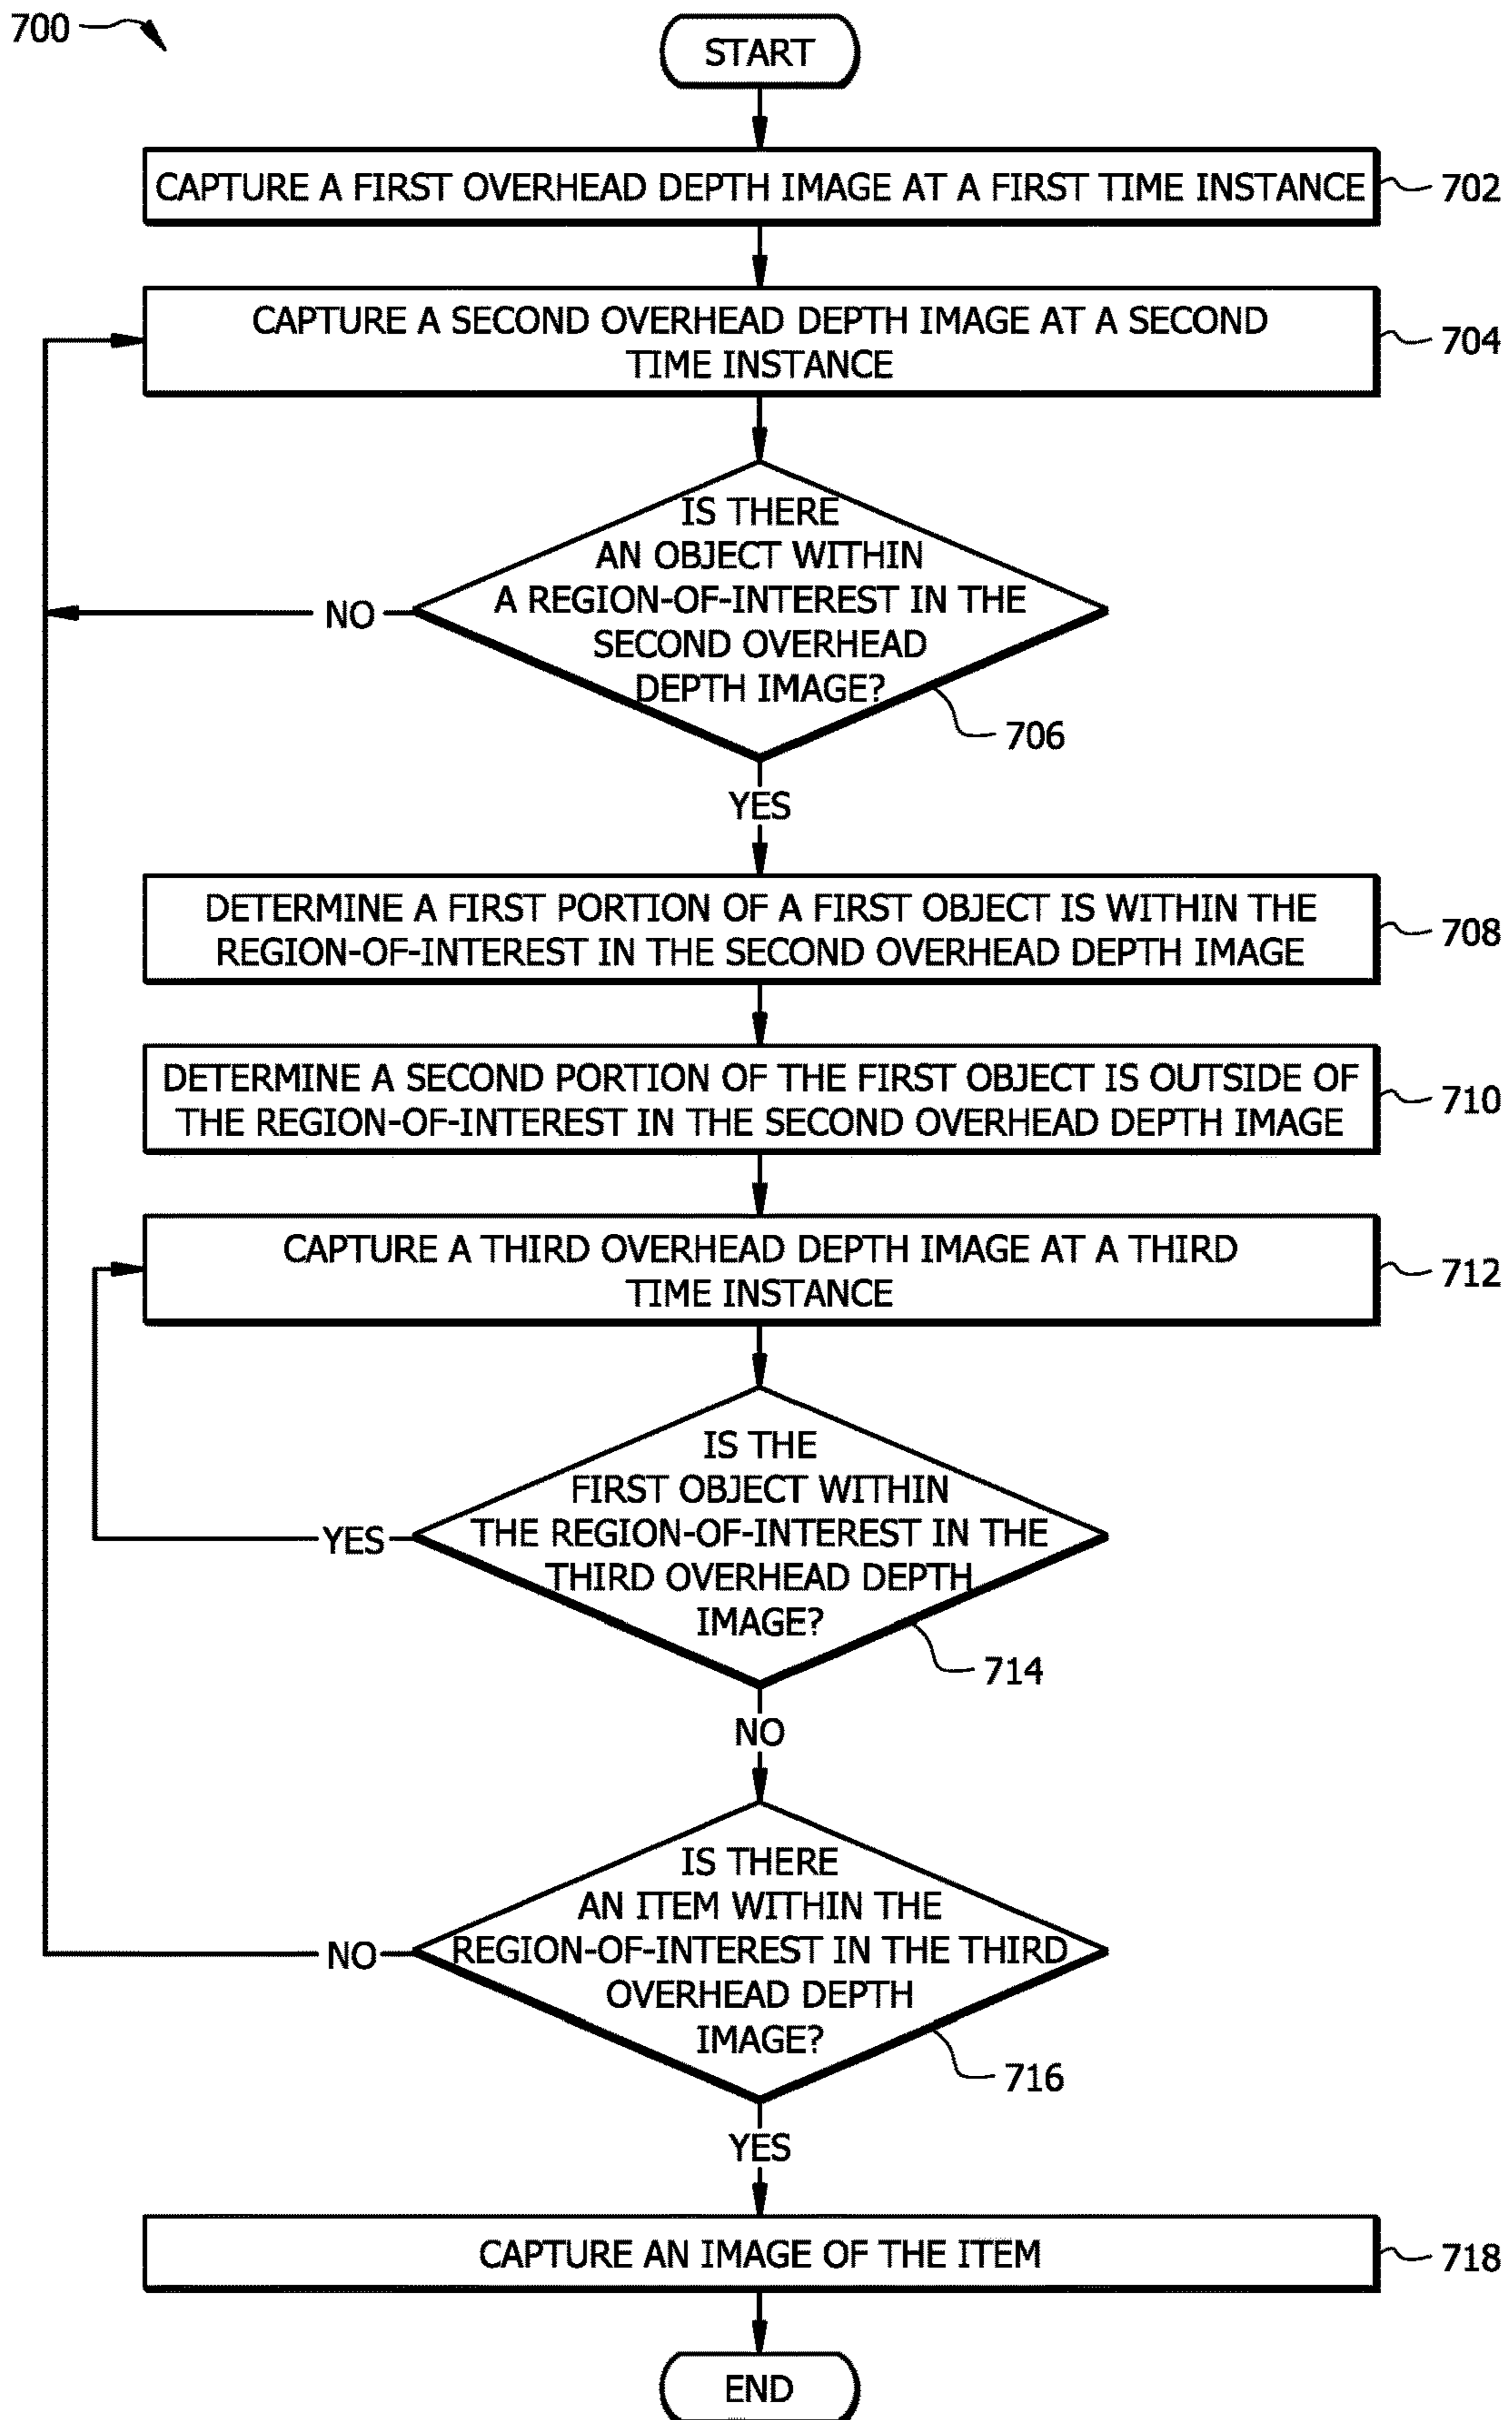 700
START
CAPTURE A FIRST OVERHEAD DEPTH IMAGE AT A FIRST TIME INSTANCE
702
CAPTURE A SECOND OVERHEAD DEPTH IMAGE AT A SECOND
TIME INSTANCE
704
IS THERE
AN OBJECT WITHIN
A REGION-OF-INTEREST IN THE
SECOND OVERHEAD
DEPTH IMAGE?
NO
706
YES
DETERMINE A FIRST PORTION OF A FIRST OBJECT IS WITHIN THE
REGION-OF-INTEREST IN THE SECOND OVERHEAD DEPTH IMAGE
708
DETERMINE A SECOND PORTION OF THE FIRST OBJECT IS OUTSIDE OF
THE REGION-OF-INTEREST IN THE SECOND OVERHEAD DEPTH IMAGE
710
CAPTURE A THIRD OVERHEAD DEPTH IMAGE AT A THIRD
TIME INSTANCE
712
IS THE
FIRST OBJECT WITHIN
THE REGION-OF-INTEREST IN THE
THIRD OVERHEAD DEPTH
IMAGE?
YES
714
NO
IS THERE
AN ITEM WITHIN THE
REGION-OF-INTEREST IN THE THIRD
OVERHEAD DEPTH
IMAGE?
NO
716
YES
CAPTURE AN IMAGE OF THE ITEM
718
END